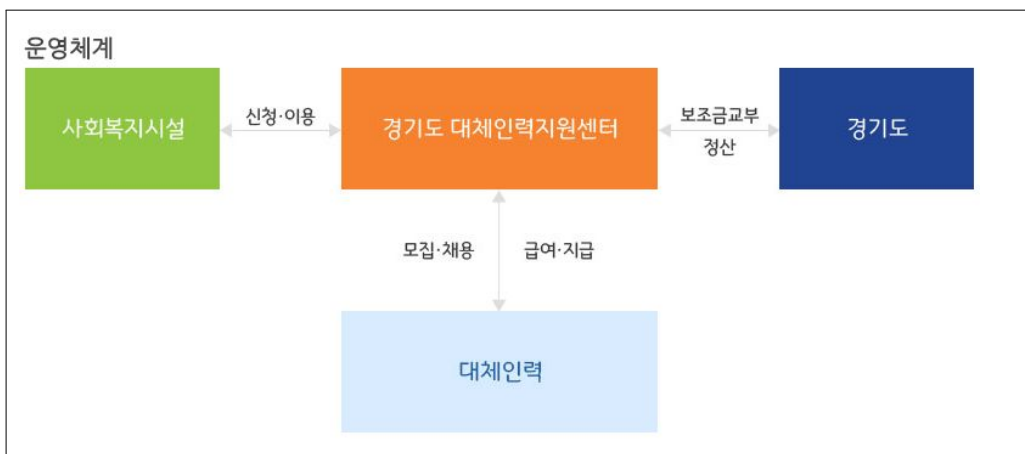 운영체계
사회복지시설
신청·이용
경기도 대체인력지원센터
보조금교부
정산
경기도
모집·채용
급여·지급
대체인력